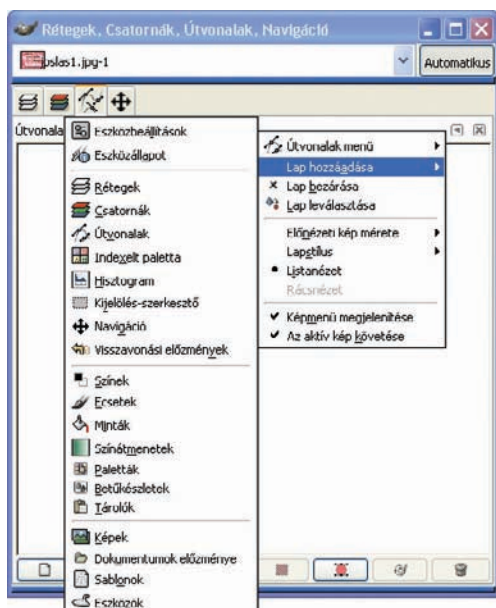 Rétegek, Csatornák, Útvonalak, Navigáció
pslas1.jpg-1
Automatikus
Útvonala
Eszközbeállítások
Eszközállapot
Rétegek
Csatornák
Útvonalak
Indexelt paletta
Hisztogram
Kijelölés-szerkesztő
Navigáció
Visszavonási előzmények
Színek
Ecsetek
Minták
Színátmenetek
Paletták
Betűkészletek
Tárolók
Képek
Dokumentumok előzménye
Sablonok
Eszközök
Útvonalak menü
Lap hozzáadása
Lap bezárása
Lap leválasztása
Előnézeti kép mérete
Lapstílus
Listanézet
Rácsnézet
Képmenü megjelenítése
Az aktív kép követése